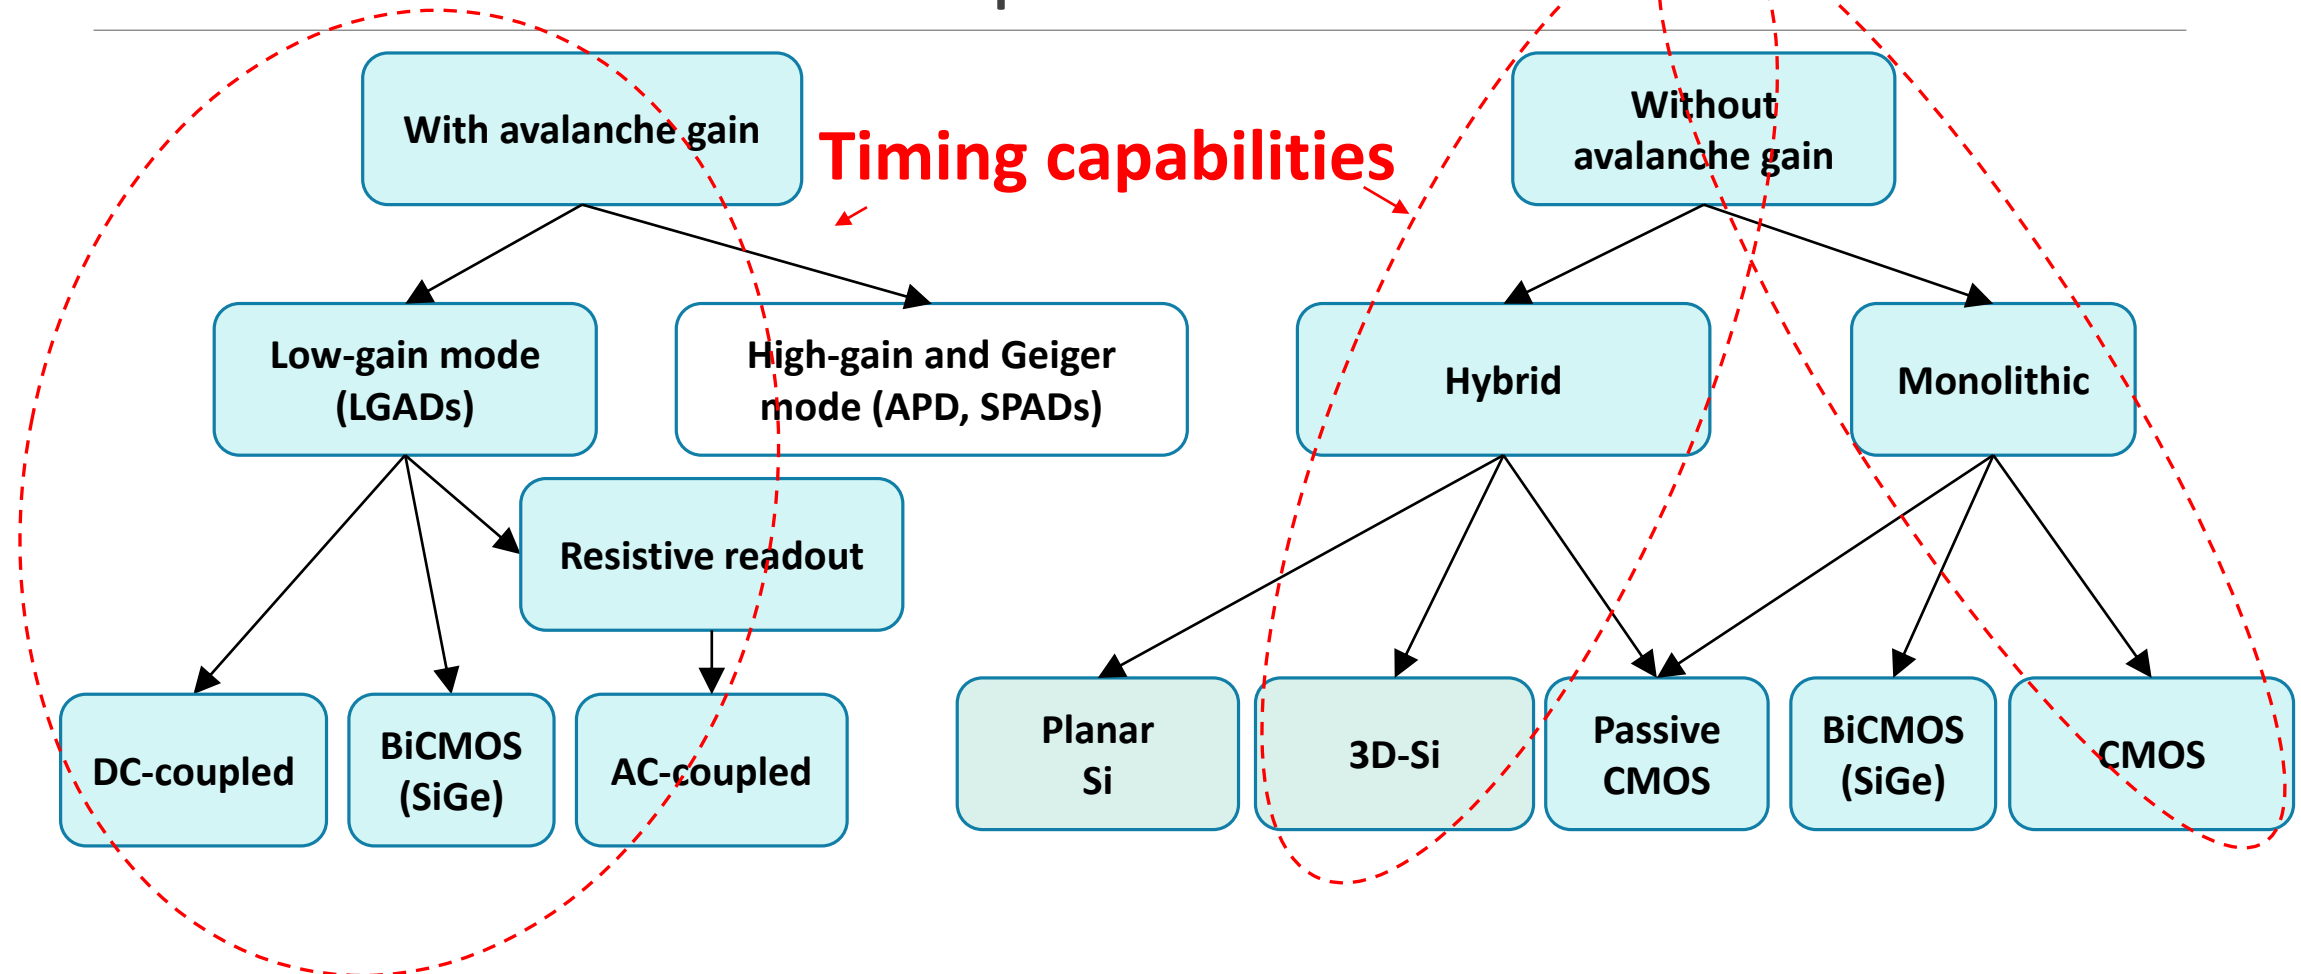 With avalanche gain
Timing capabilities
Without
avalanche gain
Low-gain mode
(LGADs)
High-gain and Geiger
mode (APD, SPADs)
Hybrid
Monolithic
Resistive readout
DC-coupled
BiCMOS
(SiGe)
AC-coupled
Planar
Si
3D-Si
Passive
CMOS
BiCMOS
(SiGe)
CMOS